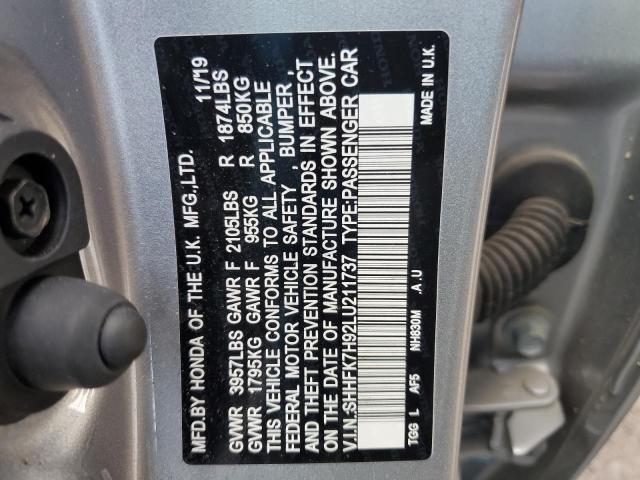 MFD.BY HONDA OF THE U.K. MFG.,LTD. 11/19
GVWR 3957LBS GAWR F 2105LBS R 1874LBS
GVWR 1795KG GAWR F 955KG R 850KG
THIS VEHICLE CONFORMS TO ALL APPLICABLE
FEDERAL MOTOR VEHICLE SAFETY, BUMPER,
AND THEFT PREVENTION STANDARDS IN EFFECT
ON THE DATE OF MANUFACTURE SHOWN ABOVE.
V.I.N.:SHHFK7H92LU211737 TYPE:PASSENGER CAR
TGG L AF5 NH830M .A.U MADE IN U.K.